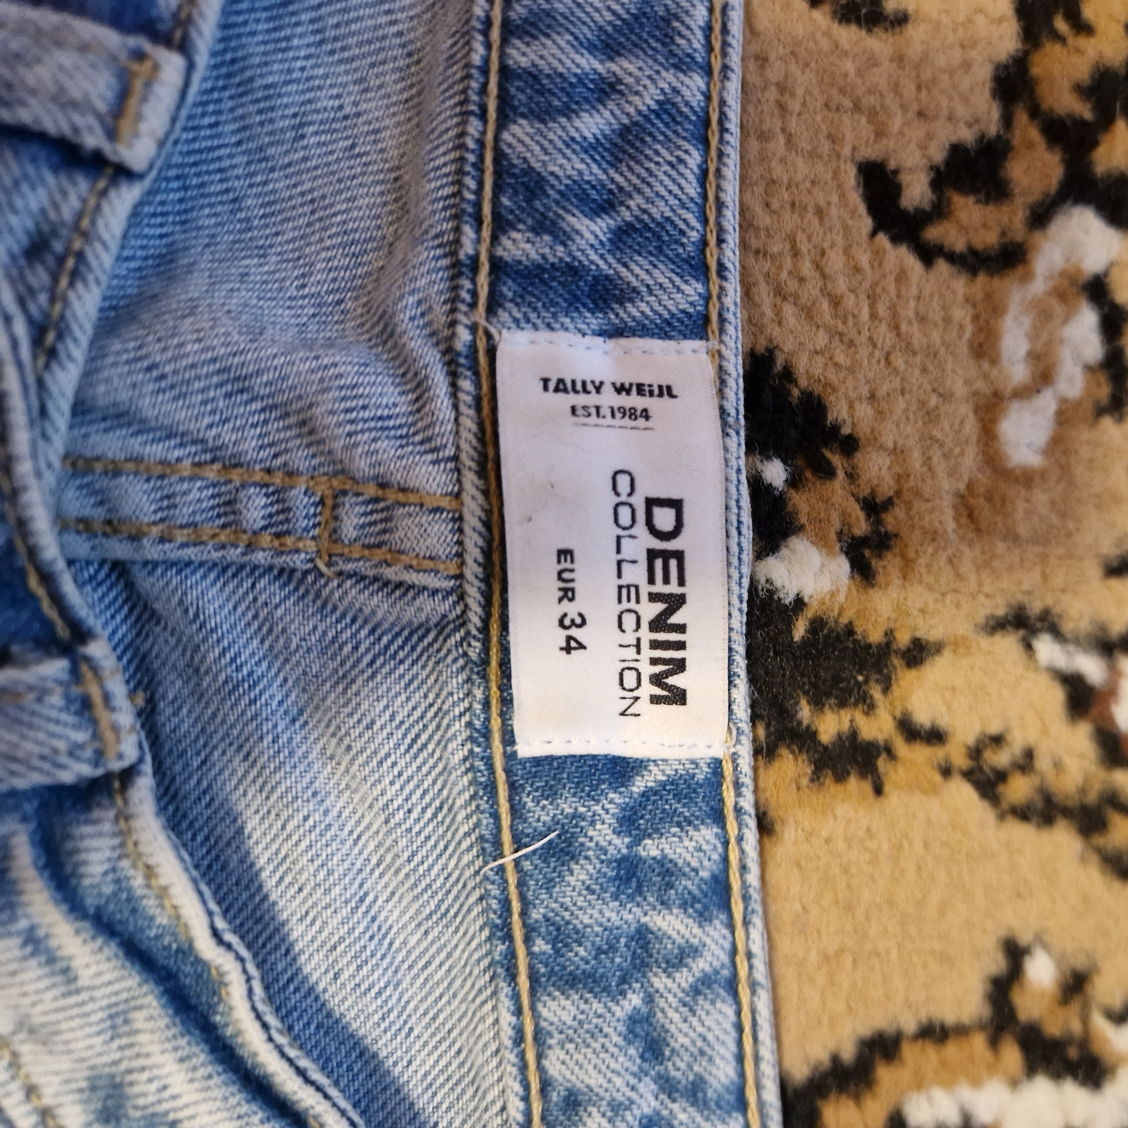 TALLY WEiJL
EST.1984
DENIM
COLLECTION
EUR 34